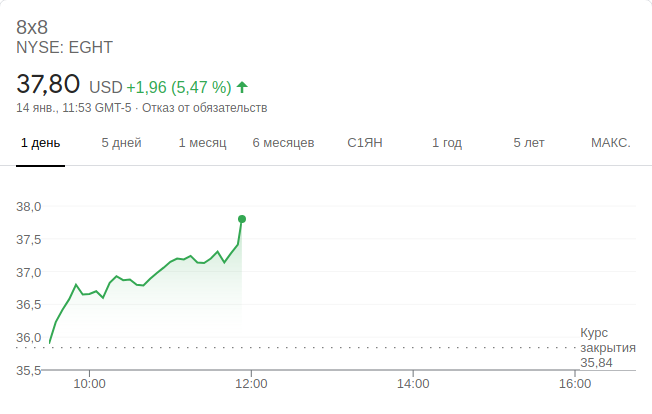 8x8
NYSE: EGHT
37,80 USD +1,96 (5,47 %)
14 янв., 11:53 GMT-5 · Отказ от обязательств
1 день 5 дней 1 месяц 6 месяцев С1ЯН 1 год 5 лет МАКС.
38,0
37,5
37,0
36,5
36,0
35,5
Курс
закрытия
35,84
10:00 12:00 14:00 16:00